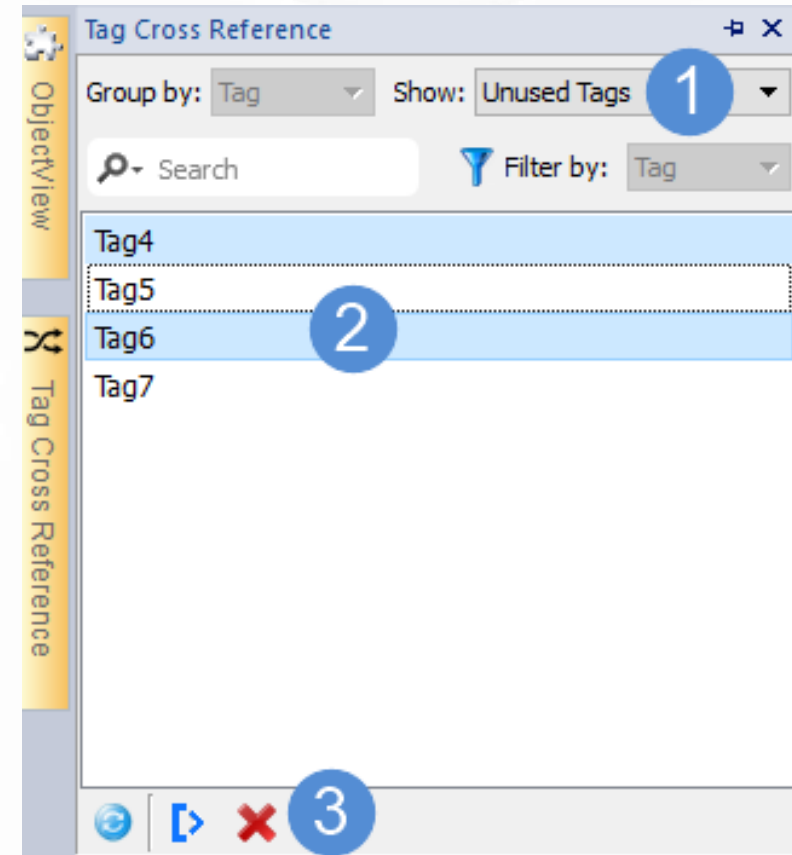 Tag Cross Reference
Group by: Tag Show: Unused Tags 1
Search Filter by: Tag
Tag4
Tag5
2
Tag6
Tag7
3
ObjectView
Tag Cross Reference